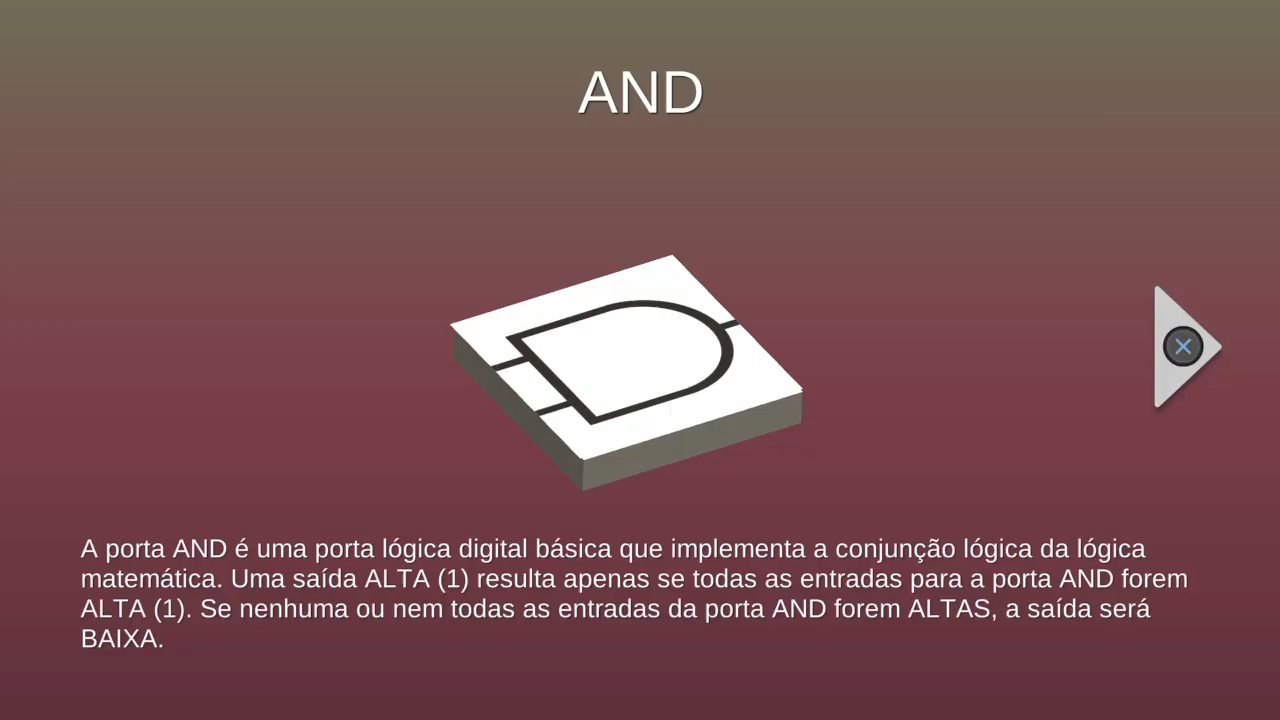 AND
A porta AND é uma porta lógica digital básica que implementa a conjunção lógica da lógica
matemática. Uma saída ALTA (1) resulta apenas se todas as entradas para a porta AND forem
ALTA (1). Se nenhuma ou nem todas as entradas da porta AND forem ALTAS, a saída será
BAIXA.